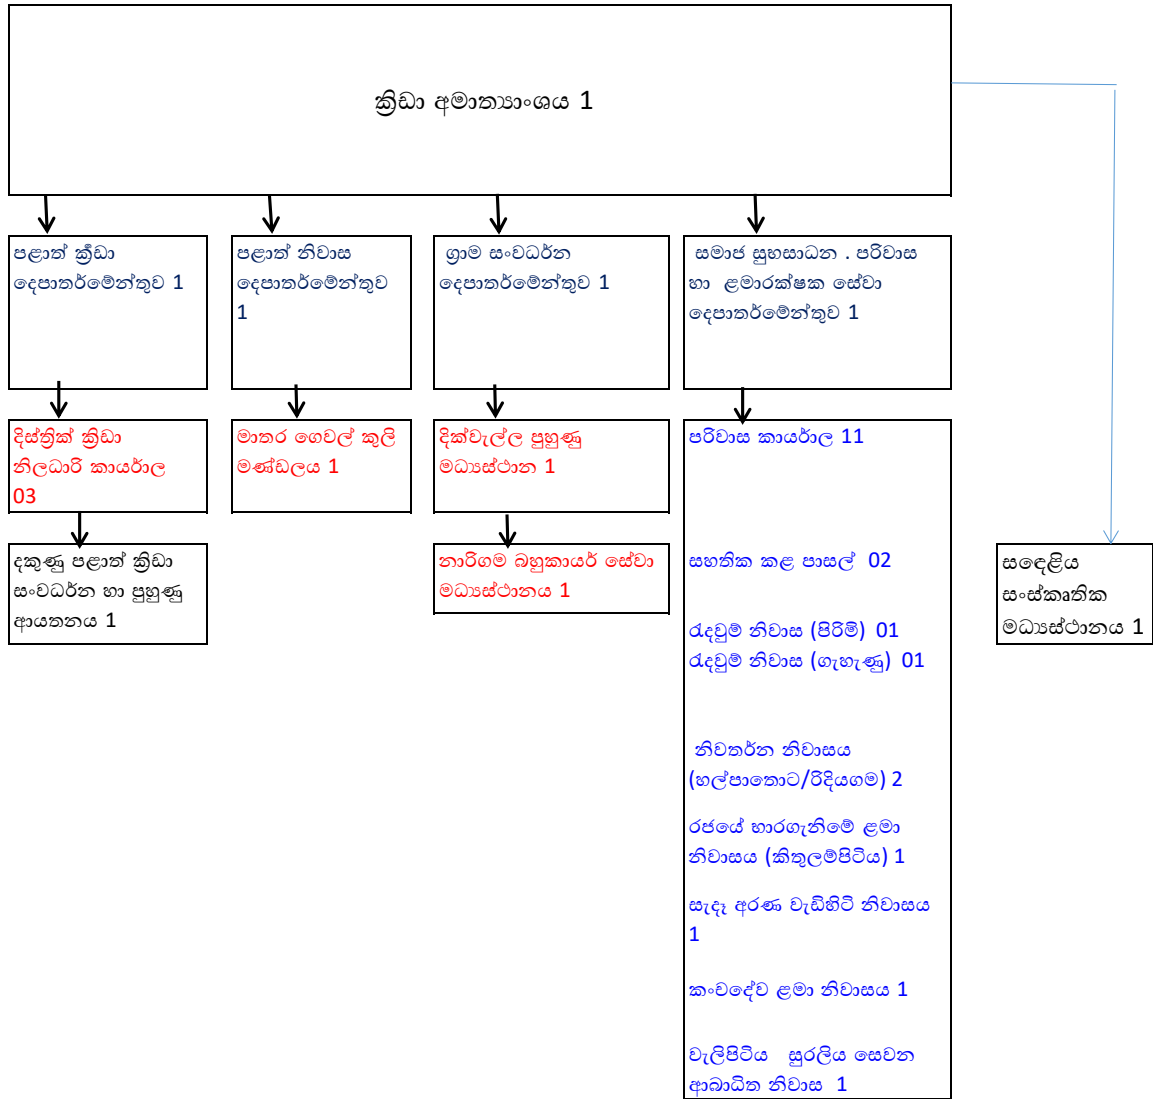 ක්‍රිඩා අමාත්‍යාංශය 1
පළාත් ක්‍රීඩා
දෙපාතර්මේන්තුව 1
පළාත් නිවාස
දෙපාතර්මේන්තුව
1
ග්‍රාම සංවධර්න
දෙපාතර්මේන්තුව 1
සමාජ සුභසාධන . පරිවාස
හා ළමාරක්ෂක සේවා
දෙපාතර්මේන්තුව 1
දිස්ත්‍රික් ක්‍රිඩා
නිලධාරි කායර්ාල
03
මාතර ගෙවල් කුලි
මණ්ඩලය 1
දික්වැල්ල පුහුණු
මධ්‍යස්ථාන 1
පරිවාස කායර්ාල 11
සහතික කළ පාසල් 02
රැඳවුම් නිවාස (පිරිමි) 01
රැඳවුම් නිවාස (ගැහැණු) 01
නිවතර්න නිවාසය
(හල්පාතොට/රිදියගම) 2
රජයේ භාරගැනිමේ ළමා
නිවාසය (කිතුලම්පිටිය) 1
සැඳෑ අරණ වැඩිහිටි නිවාසය
1
කංචදේව ළමා නිවාසය 1
වැලිපිටිය සුරලිය සෙවන
ආබාධිත නිවාස 1
දකුණු පළාත් ක්‍රිඩා
සංවධර්න හා පුහුණු
ආයතනය 1
නාරිගම බහුකායර් සේවා
මධ්‍යස්ථානය 1
සඳෙළිය
සංස්කෘතික
මධ්‍යස්ථානය 1